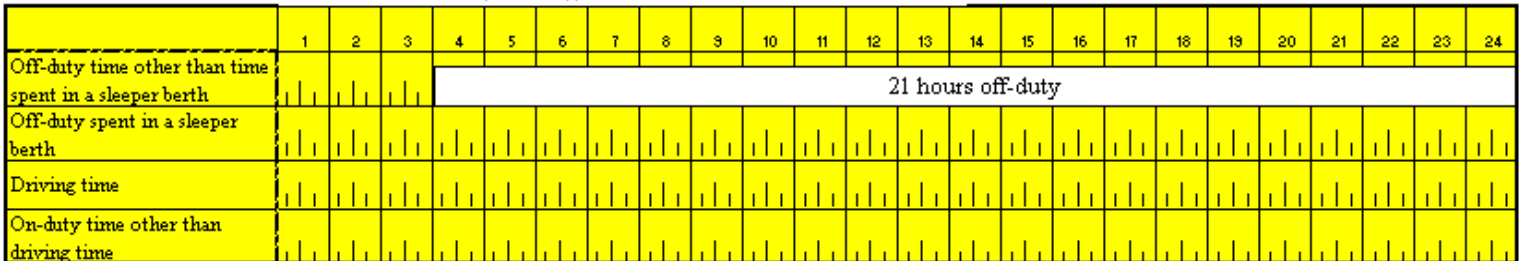 1 2 3 4 5 6 7 8 9 10 11 12 13 14 15 16 17 18 19 20 21 22 23 24
Off-duty time other than time
spent in a sleeper berth
21 hours off-duty
Off-duty spent in a sleeper
berth
Driving time
On-duty time other than
driving time